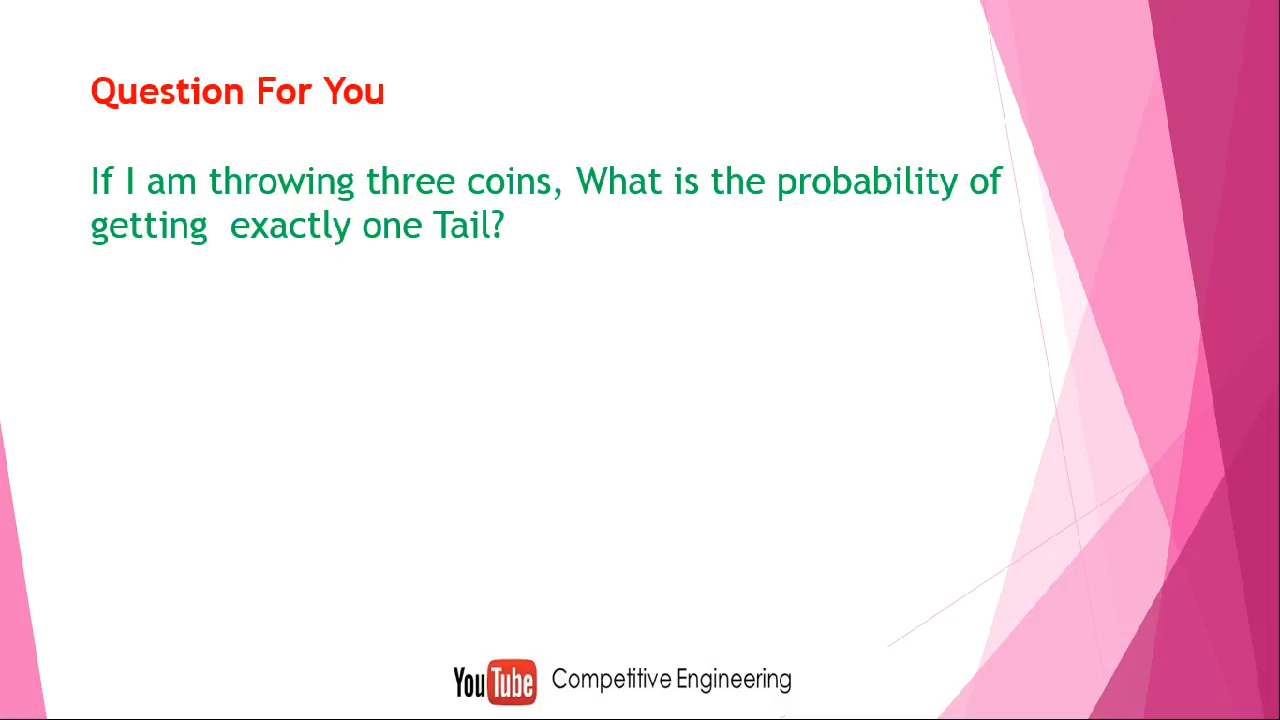 Question For You
If I am throwing three coins, What is the probability of
getting  exactly one Tail?
YouTube Competitive Engineering